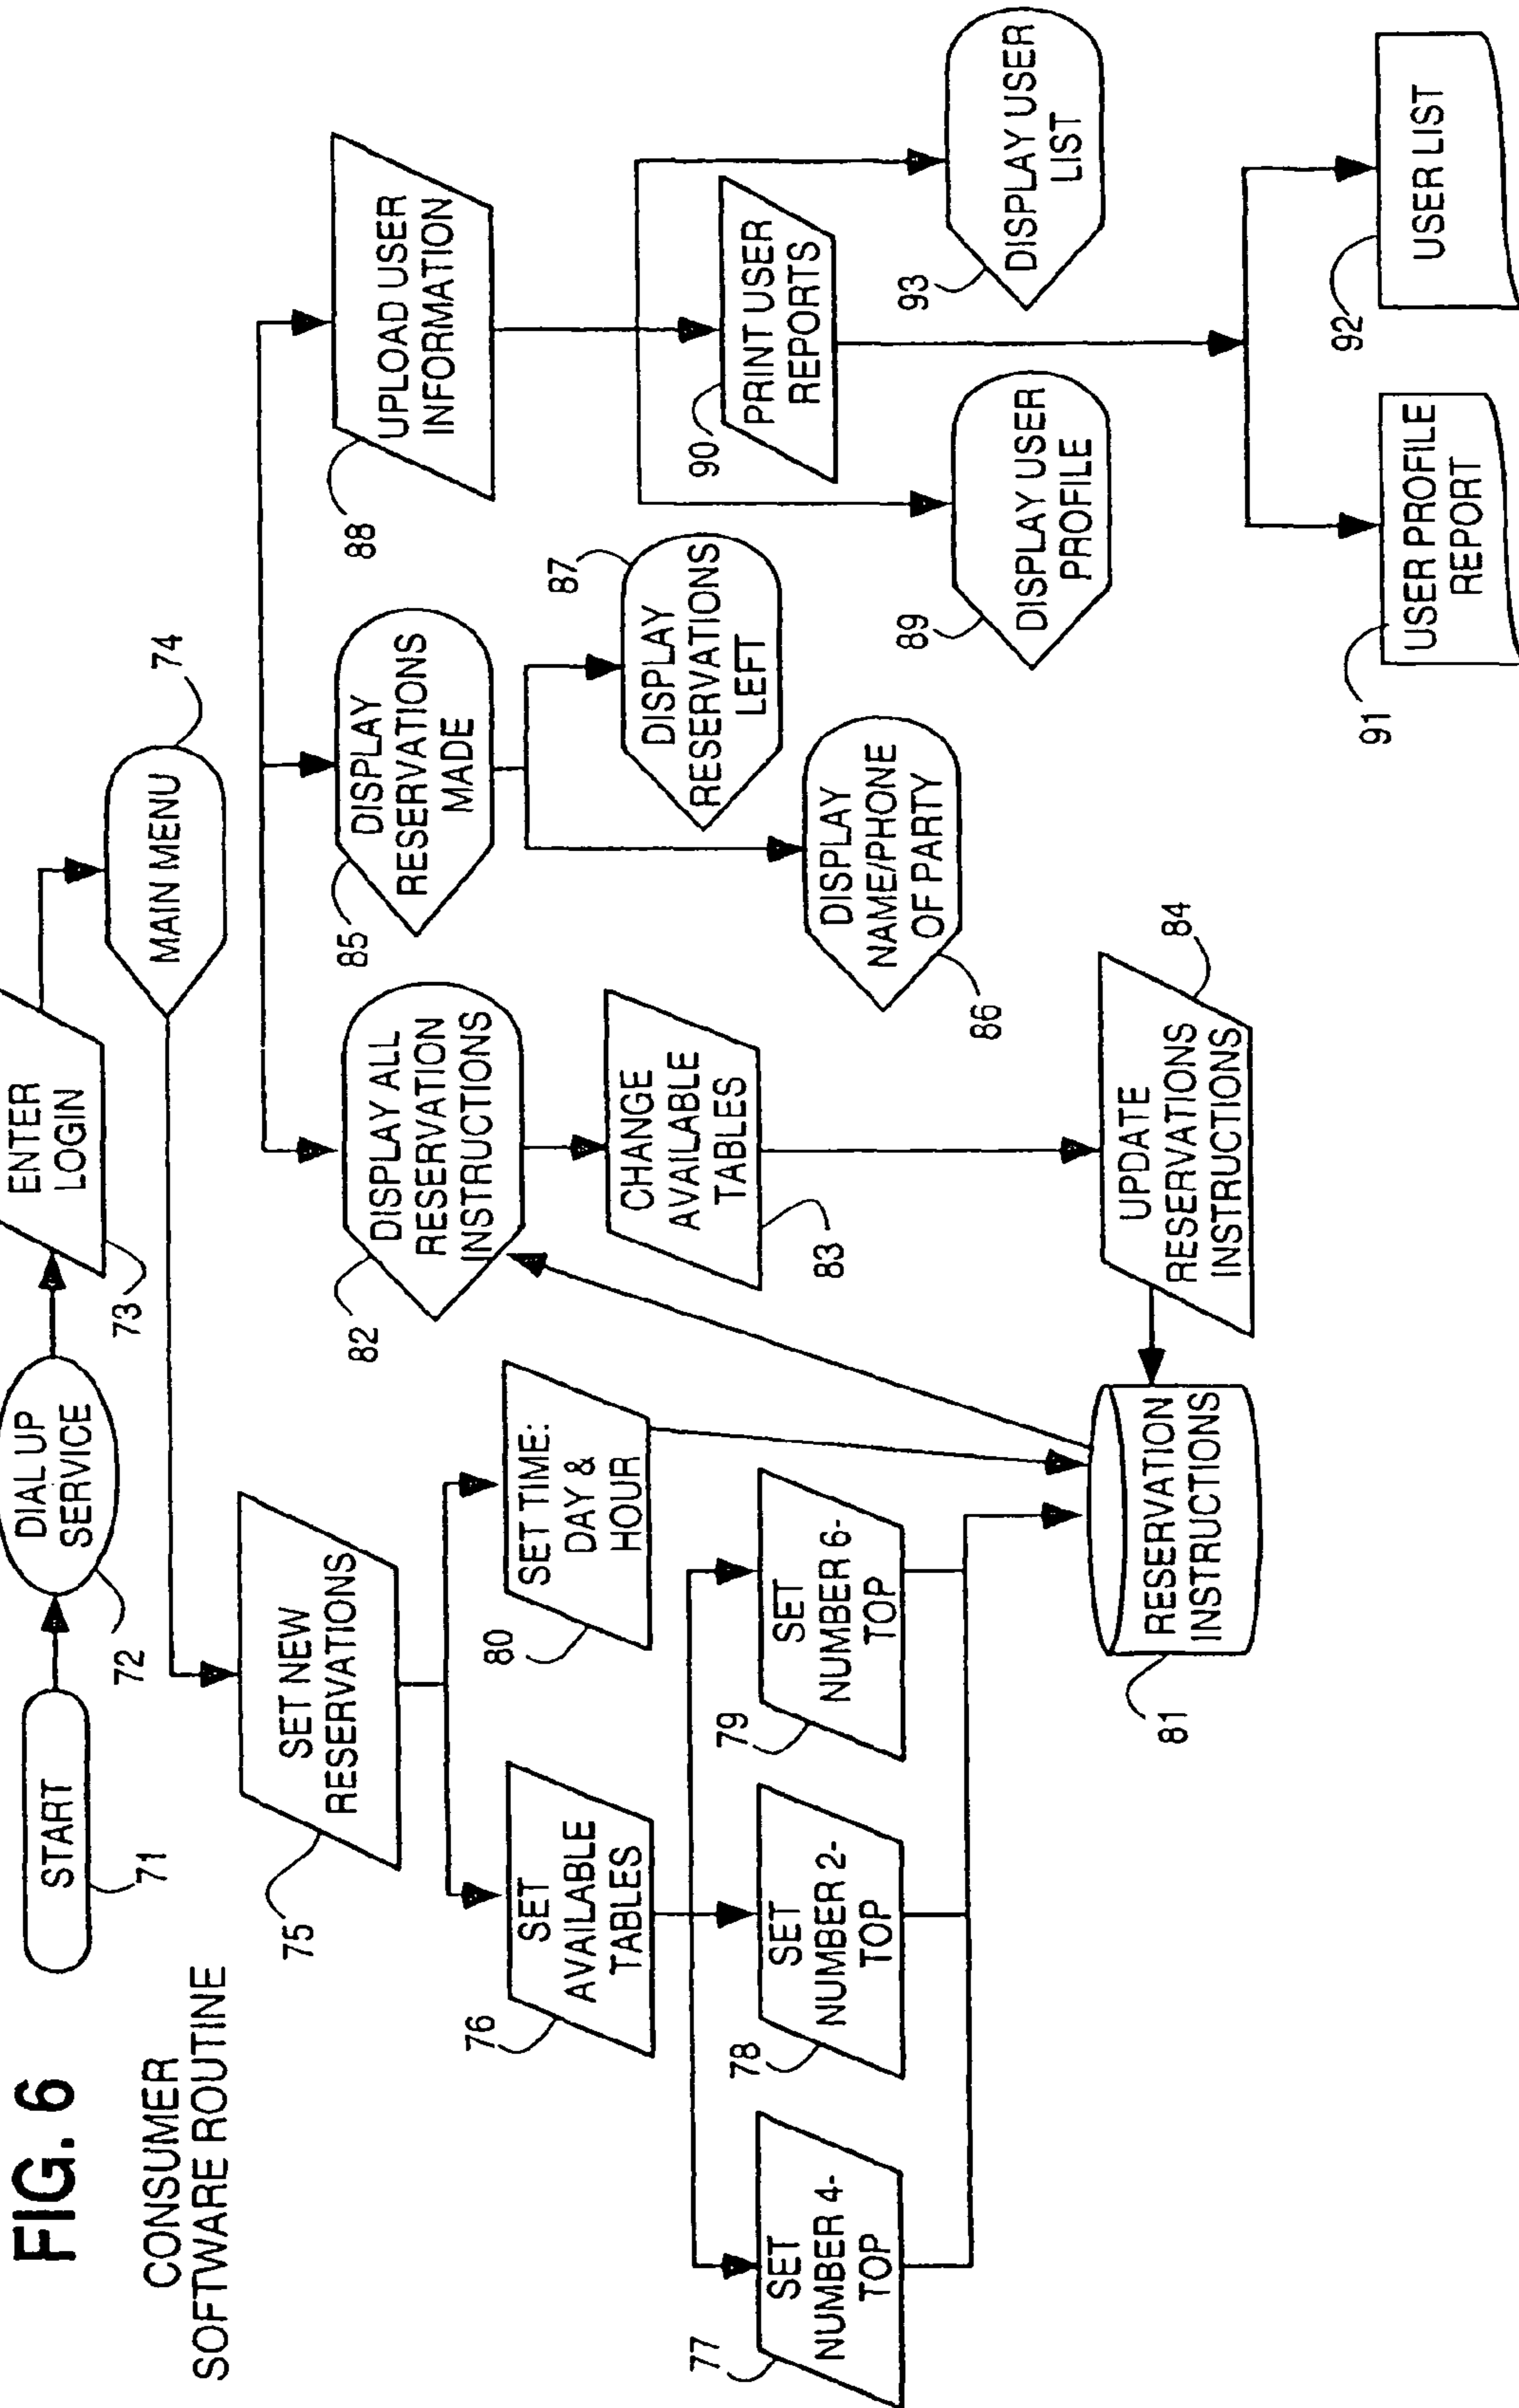 FIG. 6
CONSUMER
SOFTWARE ROUTINE
START
71
DIAL UP
SERVICE
72
ENTER
LOGIN
73
MAIN MENU
74
SET NEW
RESERVATIONS
75
SET
AVAILABLE
TABLES
76
SET TIME:
DAY &
HOUR
80
SET
NUMBER 4-
TOP
77
SET
NUMBER 2-
TOP
78
SET
NUMBER 6-
TOP
79
RESERVATION
INSTRUCTIONS
81
DISPLAY ALL
RESERVATION
INSTRUCTIONS
82
CHANGE
AVAILABLE
TABLES
83
UPDATE
RESERVATIONS
INSTRUCTIONS
84
DISPLAY
RESERVATIONS
MADE
85
DISPLAY
NAME/PHONE
OF PARTY
86
DISPLAY
RESERVATIONS
LEFT
87
UPLOAD USER
INFORMATION
88
DISPLAY USER
PROFILE
89
PRINT USER
REPORTS
90
DISPLAY USER
LIST
93
USER PROFILE
REPORT
91
USER LIST
92